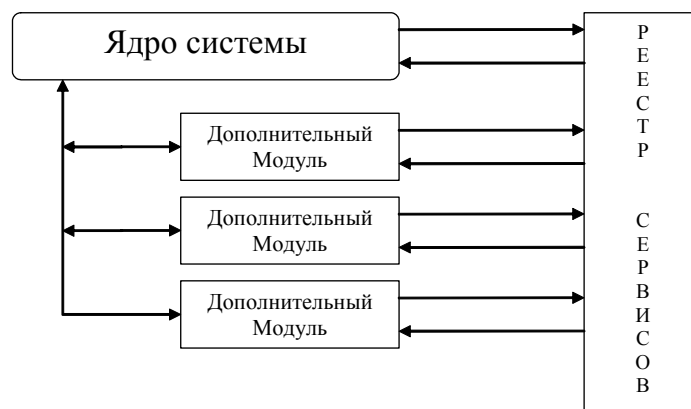 Ядро системы
Дополнительный
Модуль
Дополнительный
Модуль
Дополнительный
Модуль
Р
Е
Е
С
Т
Р
С
Е
Р
В
И
С
О
В